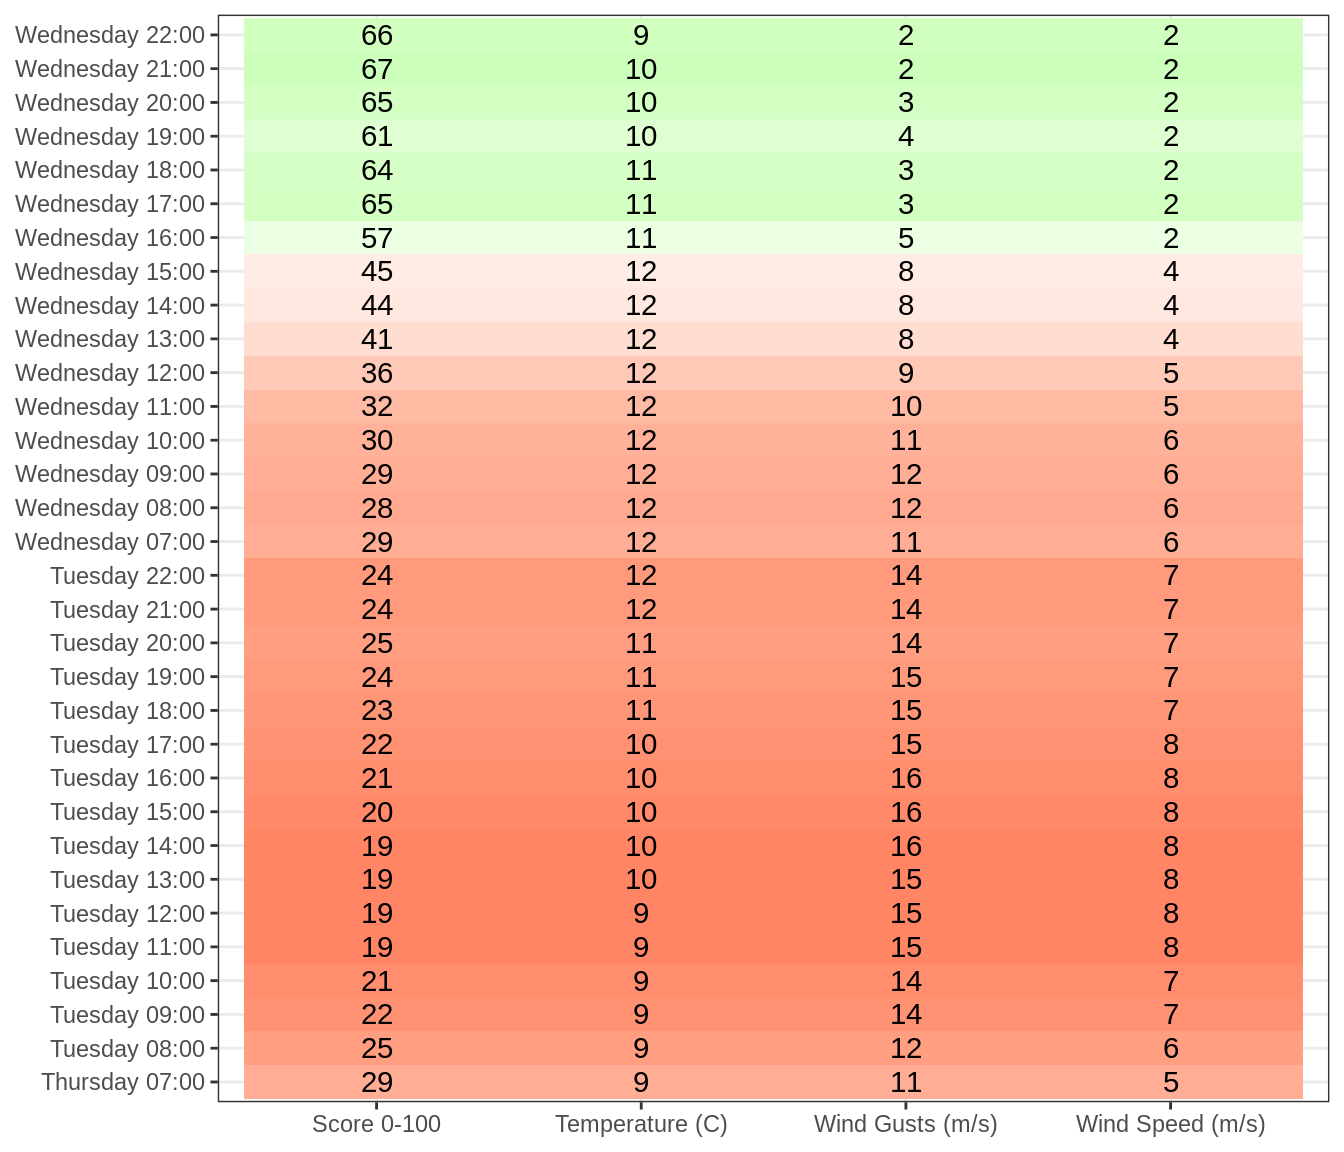 Wednesday 22:00 66 9 2 2
Wednesday 21:00 67 10 2 2
Wednesday 20:00 65 10 3 2
Wednesday 19:00 61 10 4 2
Wednesday 18:00 64 11 3 2
Wednesday 17:00 65 11 3 2
Wednesday 16:00 57 11 5 2
Wednesday 15:00 45 12 8 4
Wednesday 14:00 44 12 8 4
Wednesday 13:00 41 12 8 4
Wednesday 12:00 36 12 9 5
Wednesday 11:00 32 12 10 5
Wednesday 10:00 30 12 11 6
Wednesday 09:00 29 12 12 6
Wednesday 08:00 28 12 12 6
Wednesday 07:00 29 12 11 6
Tuesday 22:00 24 12 14 7
Tuesday 21:00 24 12 14 7
Tuesday 20:00 25 11 14 7
Tuesday 19:00 24 11 15 7
Tuesday 18:00 23 11 15 7
Tuesday 17:00 22 10 15 8
Tuesday 16:00 21 10 16 8
Tuesday 15:00 20 10 16 8
Tuesday 14:00 19 10 16 8
Tuesday 13:00 19 10 15 8
Tuesday 12:00 19 9 15 8
Tuesday 11:00 19 9 15 8
Tuesday 10:00 21 9 14 7
Tuesday 09:00 22 9 14 7
Tuesday 08:00 25 9 12 6
Thursday 07:00 29 9 11 5
Score 0-100 Temperature (C) Wind Gusts (m/s) Wind Speed (m/s)